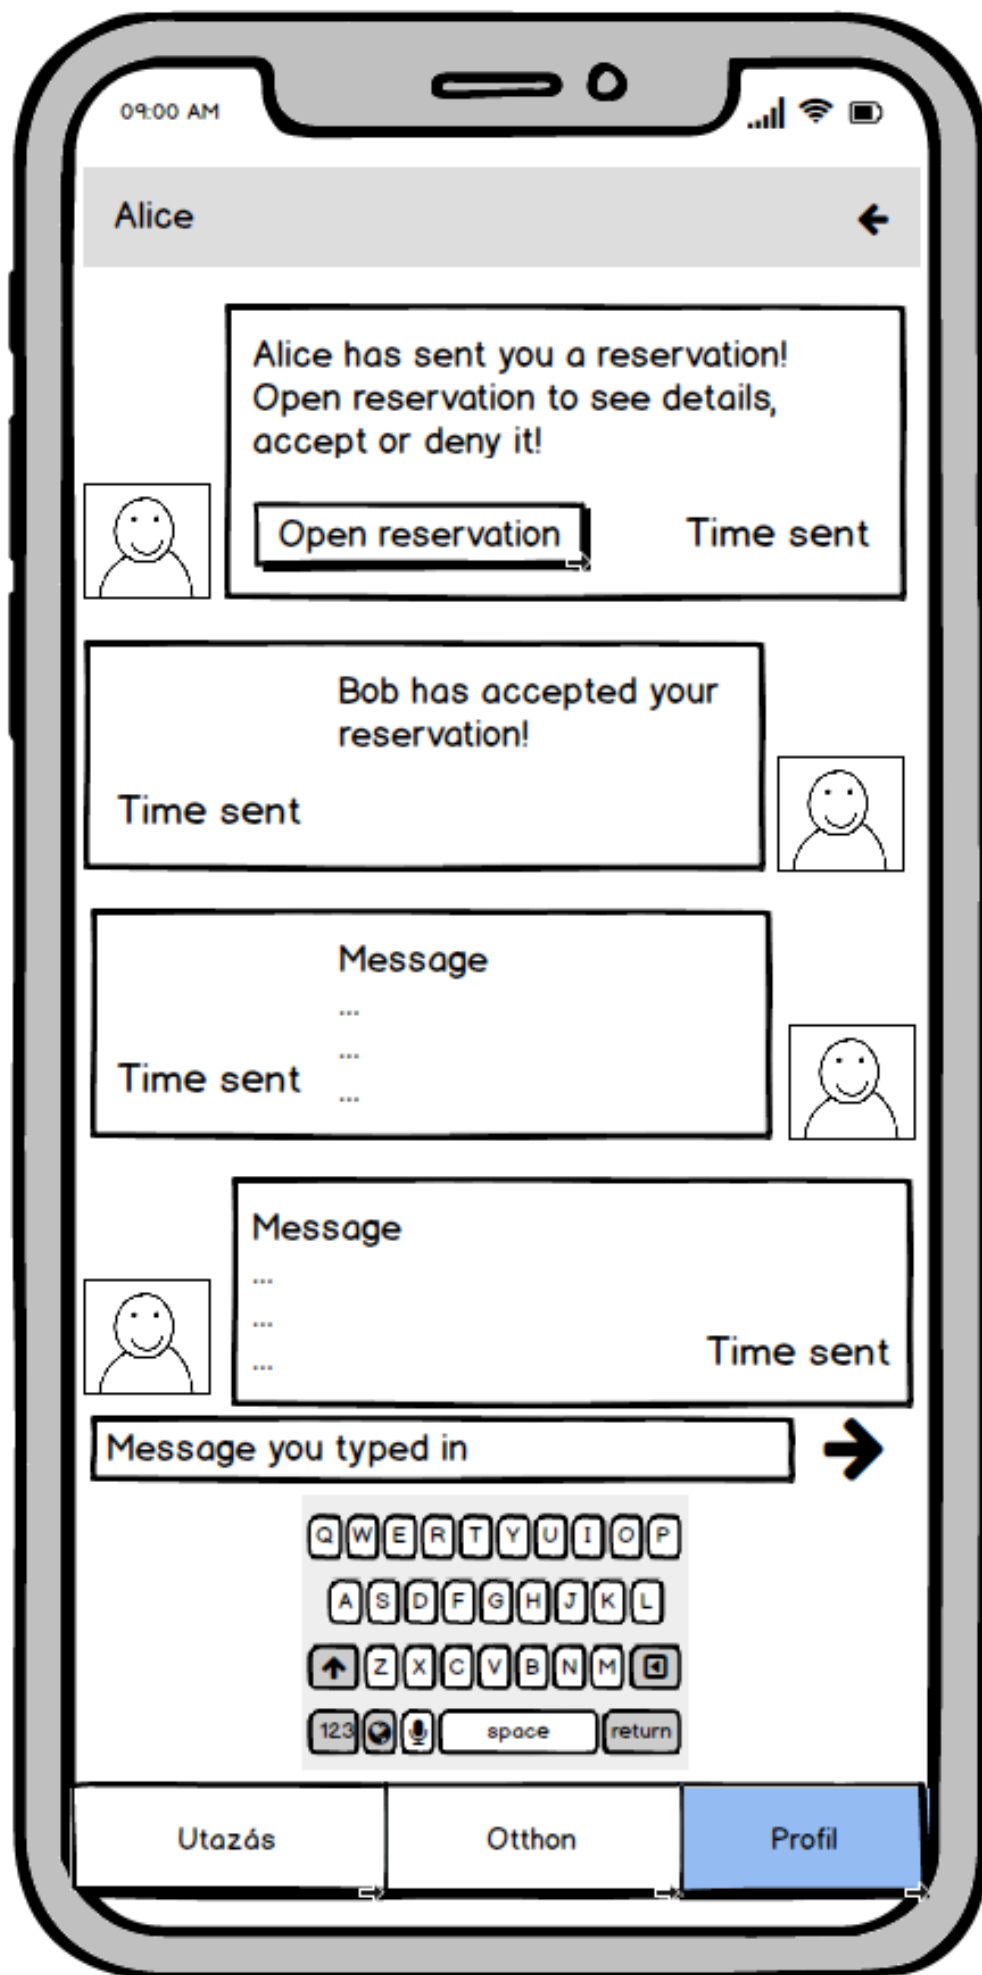 09:00 AM
Alice
Alice has sent you a reservation!
Open reservation to see details,
accept or deny it!
Open reservation
Time sent
Bob has accepted your
reservation!
Time sent
Message
...
...
Time sent
...
Message
...
...
Time sent
...
Message you typed in
Q W E R T Y U I O P
A S D F G H J K L
Z X C V B N M
123 space return
Utazás Otthon Profil